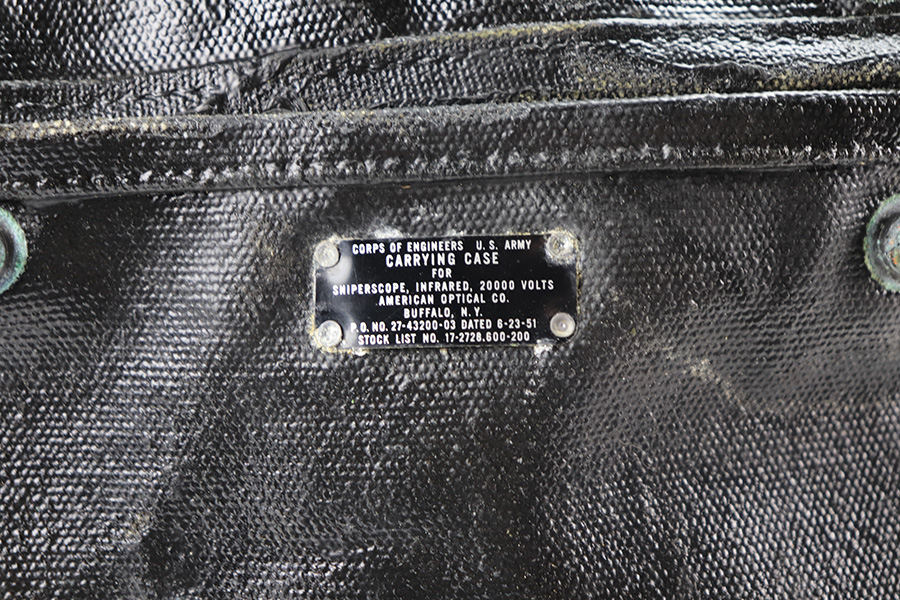 CORPS OF ENGINEERS U. S. ARMY
CARRYING CASE
FOR
SNIPERSCOPE, INFRARED, 20000 VOLTS
AMERICAN OPTICAL CO.
BUFFALO, N. Y.
P.O. NO. 27-43200-03 DATED 6-23-51
STOCK LIST NO. 17-2728.600-200